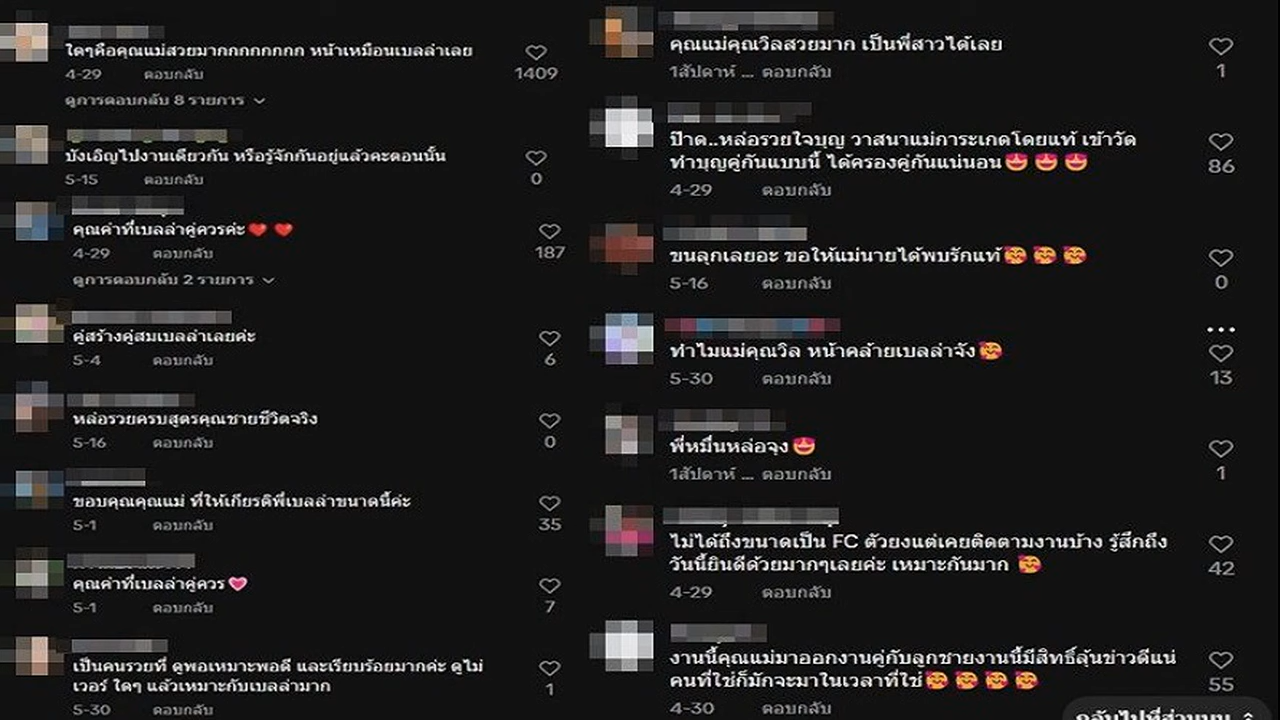 ใดๆคือคุณแม่สวยมากกกกกกกกก หน้าเหมือนเบลล่าเลย
4-29 ตอบกลับ
1409
ดูการตอบกลับ 8 รายการ
บังเอิญไปงานเดียวกัน หรือรู้จักกันอยู่แล้วคะตอนนั้น
5-15 ตอบกลับ
0
คุณค่าที่เบลล่าคู่ควรค่ะ❤️ ❤️
4-29 ตอบกลับ
187
ดูการตอบกลับ 2 รายการ
คู่สร้างคู่สมเบลล่าเลยค่ะ
5-4 ตอบกลับ
6
หล่อรวยครบสูตรคุณชายชีวิตจริง
5-16 ตอบกลับ
0
ขอบคุณคุณแม่ ที่ให้เกียรติพี่เบลล่าขนาดนี้ค่ะ
5-1 ตอบกลับ
35
คุณค่าที่เบลล่าคู่ควร💗
5-1 ตอบกลับ
7
เป็นคนรวยที่ ดูพอเหมาะพอดี และเรียบร้อยมากค่ะ ดูไม่
เวอร์ ใดๆ แล้วเหมาะกับเบลล่ามาก
5-30 ตอบกลับ
1
คุณแม่คุณวิลสวยมาก เป็นพี่สาวได้เลย
1สัปดาห์ ... ตอบกลับ
1
ป๊าด..หล่อรวยใจบุญ วาสนาแม่การะเกดโดยแท้ เข้าวัด
ทำบุญคู่กันแบบนี้ ได้ครองคู่กันแน่นอน😍 😍 😍
4-29 ตอบกลับ
86
ขนลุกเลยอะ ขอให้แม่นายได้พบรักแท้🥰 🥰 🥰
5-16 ตอบกลับ
0
ทำไมแม่คุณวิล หน้าคล้ายเบลล่าจัง🥰
5-30 ตอบกลับ
13
พี่หมื่นหล่อจุง😍
1สัปดาห์ ... ตอบกลับ
1
ไม่ได้ถึงขนาดเป็น FC ตัวยงแต่เคยติดตามงานบ้าง รู้สึกถึง
วันนี้ยินดีด้วยมากๆเลยค่ะ เหมาะกันมาก 🥰
4-29 ตอบกลับ
42
งานนี้คุณแม่มาออกงานคู่กับลูกชายงานนี้มีสิทธิ์ลุ้นข่าวดีแน่
คนที่ใช่ก็มักจะมาในเวลาที่ใช่🥰 🥰 🥰 🥰
4-30 ตอบกลับ
55
กลับไปที่ส่วนบน